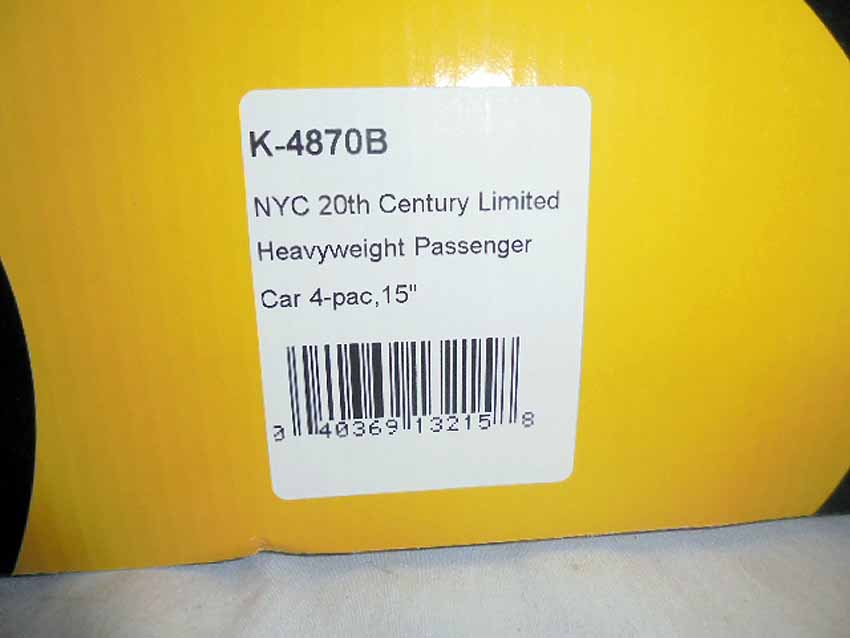 K-4870B
NYC 20th Century Limited
Heavyweight Passenger
Car 4-pac,15"
0 40369 13215 8